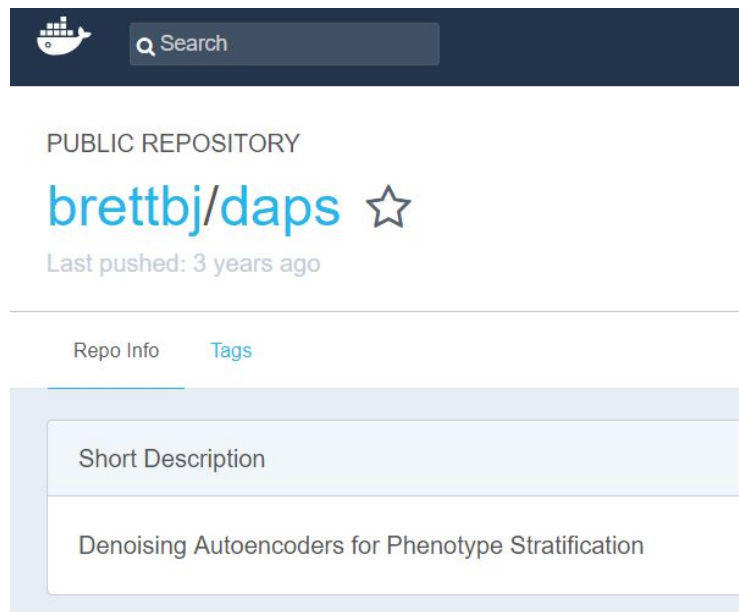 Search
PUBLIC REPOSITORY
brettbj/daps
Last pushed: 3 years ago
Repo Info Tags
Short Description
Denoising Autoencoders for Phenotype Stratification